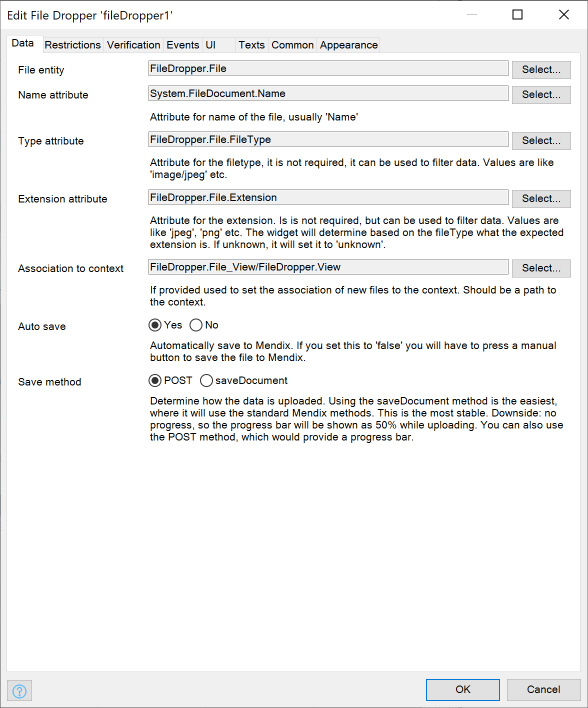 Edit File Dropper 'fileDropper1'
Data Restrictions Verification Events UI Texts Common Appearance
File entity FileDropper.File Select...
Name attribute System.FileDocument.Name Select...
Attribute for name of the file, usually 'Name'
Type attribute FileDropper.File.FileType Select...
Attribute for the filetype, it is not required, it can be used to filter data. Values are like
'image/jpeg' etc.
Extension attribute FileDropper.File.Extension Select...
Attribute for the extension. Is is not required, but can be used to filter data. Values are
like 'jpeg', 'png' etc. The widget will determine based on the fileType what the expected
extension is. If unknown, it will set it to 'unknown'.
Association to context FileDropper.File_View/FileDropper.View Select...
If provided used to set the association of new files to the context. Should be a path to
the context.
Auto save Yes No
Automatically save to Mendix. If you set this to 'false' you will have to press a manual
button to save the file to Mendix.
Save method POST saveDocument
Determine how the data is uploaded. Using the saveDocument method is the easiest,
where it will use the standard Mendix methods. This is the most stable. Downside: no
progress, so the progress bar will be shown as 50% while uploading. You can also use
the POST method, which would provide a progress bar.
? OK Cancel